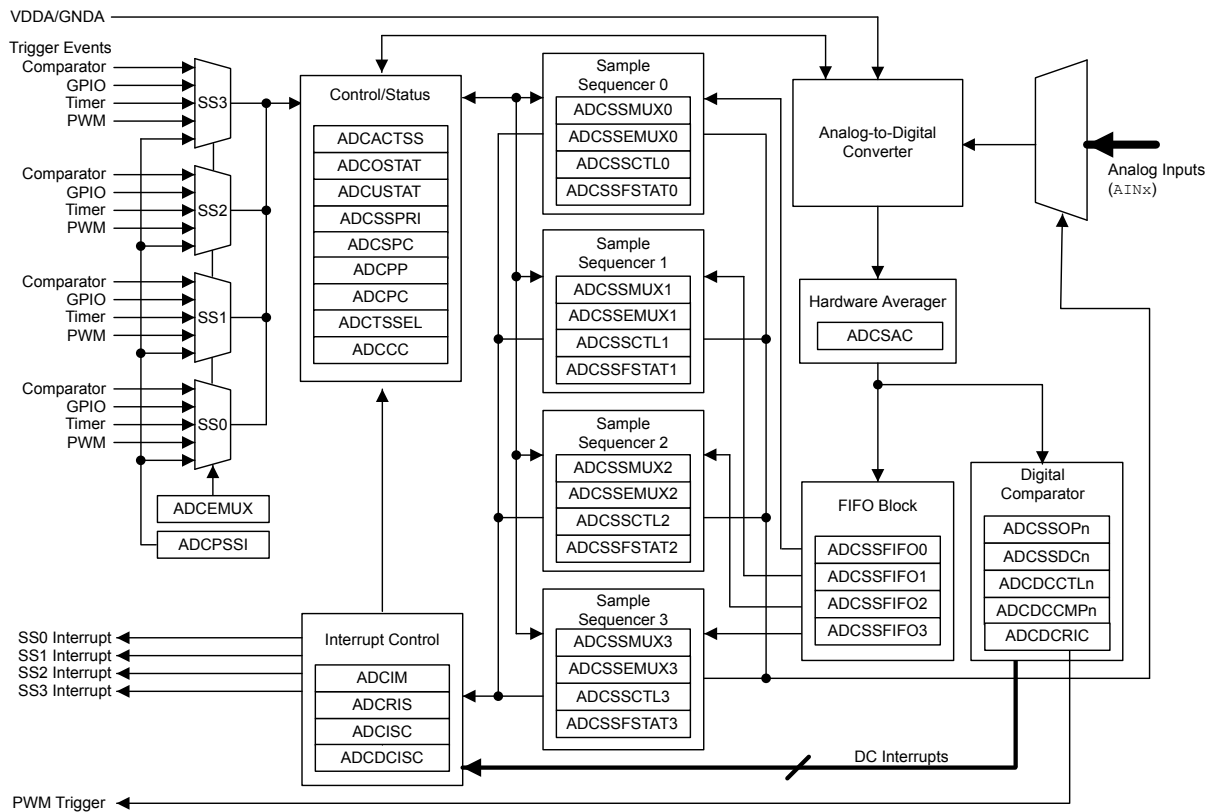 VDDA/GNDA
Trigger Events
Comparator
GPIO
Timer
PWM
SS3
Comparator
GPIO
Timer
PWM
SS2
Comparator
GPIO
Timer
PWM
SS1
Comparator
GPIO
Timer
PWM
SS0
ADCEMUX
ADCPSSI
Control/Status
ADCACTSS
ADCOSTAT
ADCUSTAT
ADCSSPRI
ADCSPC
ADCPP
ADCPC
ADCTSSEL
ADCCC
Sample
Sequencer 0
ADCSSMUX0
ADCSSEMUX0
ADCSSCTL0
ADCSSFSTAT0
Sample
Sequencer 1
ADCSSMUX1
ADCSSEMUX1
ADCSSCTL1
ADCSSFSTAT1
Sample
Sequencer 2
ADCSSMUX2
ADCSSEMUX2
ADCSSCTL2
ADCSSFSTAT2
Sample
Sequencer 3
ADCSSMUX3
ADCSSEMUX3
ADCSSCTL3
ADCSSFSTAT3
Analog-to-Digital
Converter
Analog Inputs
(AINx)
Hardware Averager
ADCSAC
FIFO Block
ADCSSFIFO0
ADCSSFIFO1
ADCSSFIFO2
ADCSSFIFO3
Digital
Comparator
ADCSSOPn
ADCSSDCn
ADCDCCTLn
ADCDCCMPn
ADCDCRIC
Interrupt Control
ADCIM
ADCRIS
ADCISC
ADCDCISC
SS0 Interrupt
SS1 Interrupt
SS2 Interrupt
SS3 Interrupt
DC Interrupts
PWM Trigger